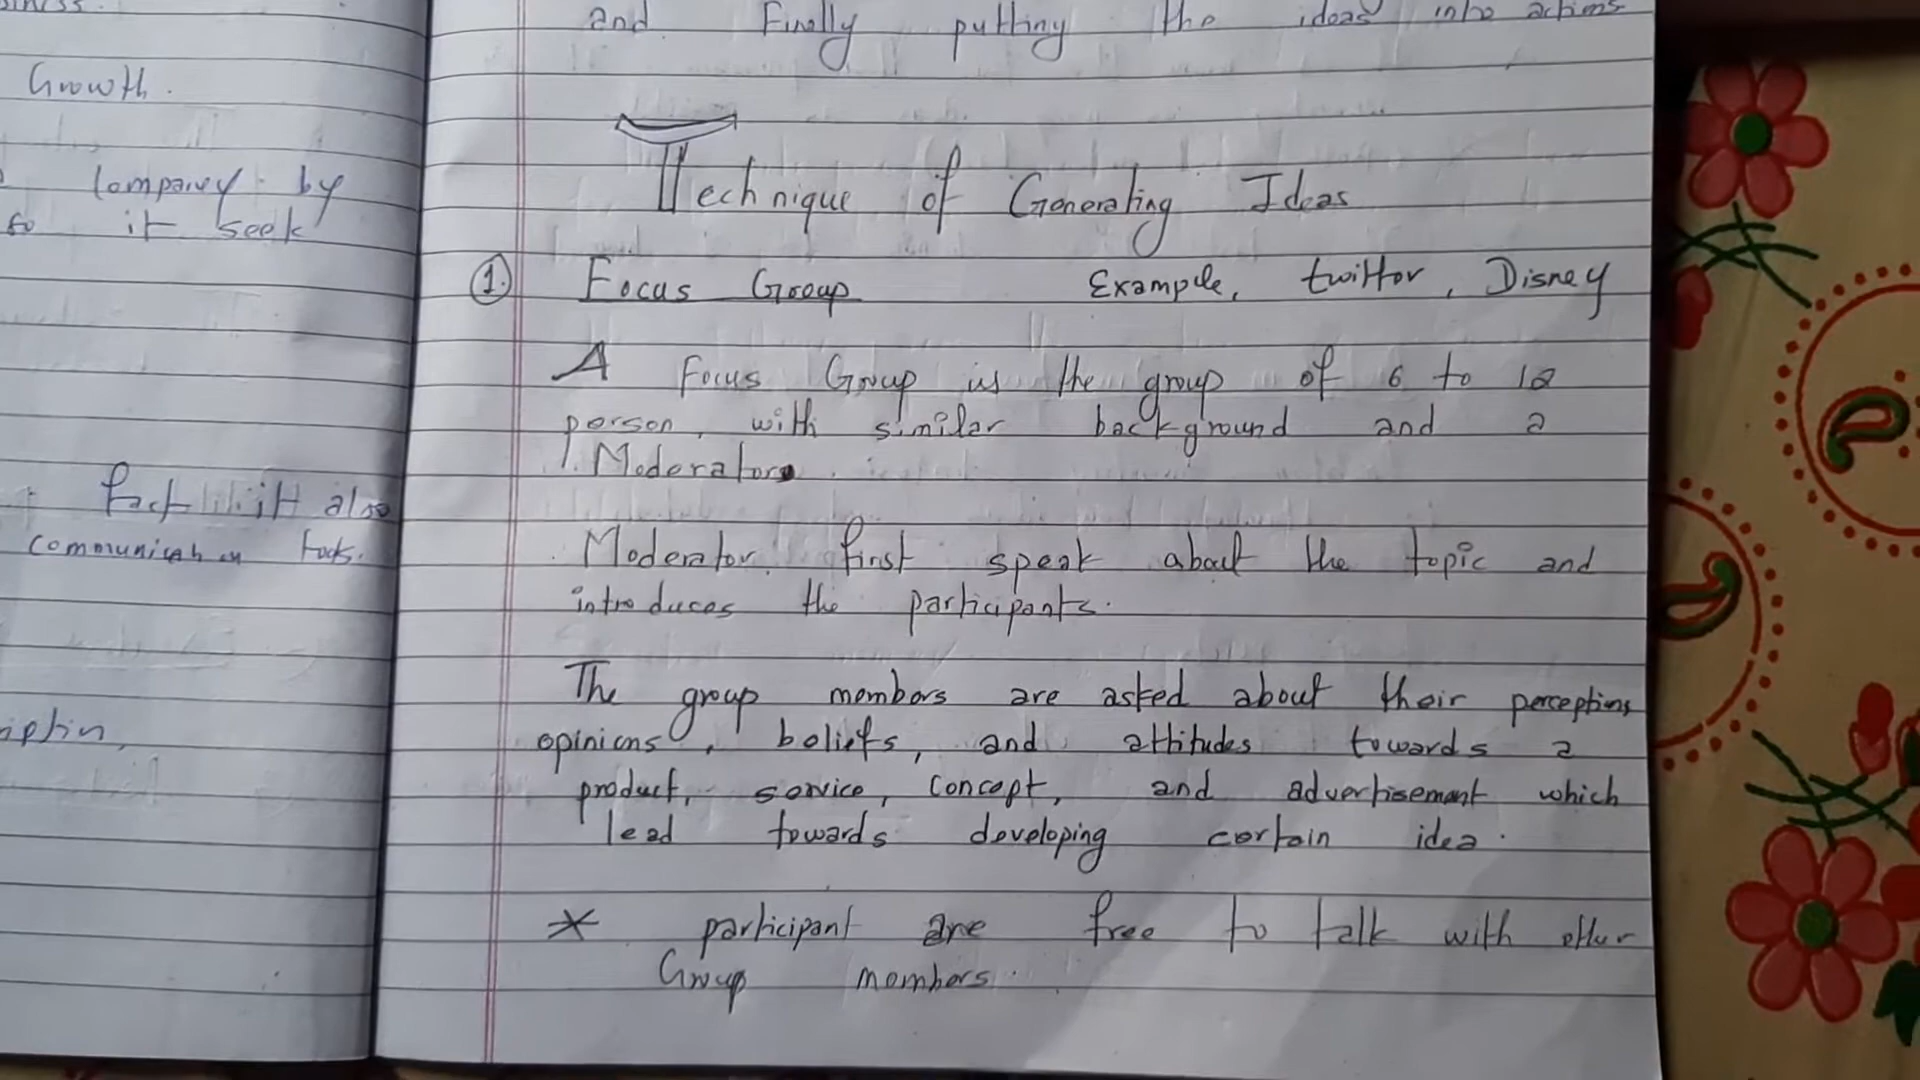 Growth.
Company by
so it seek
fact it also
communication tools.
and Finally putting the ideas into actions
Technique of Generating Ideas
1. Focus Group Example, twitter, Disney
A Focus Group is the group of 6 to 12
person, with similar background and a
Moderator.
Moderator first speak about the topic and
introduces the participants.
The group members are asked about their perceptions
opinions, beliefs, and attitudes towards a
product, service, concept, and advertisement which
lead towards developing certain idea.
* participant are free to talk with other
Group members.